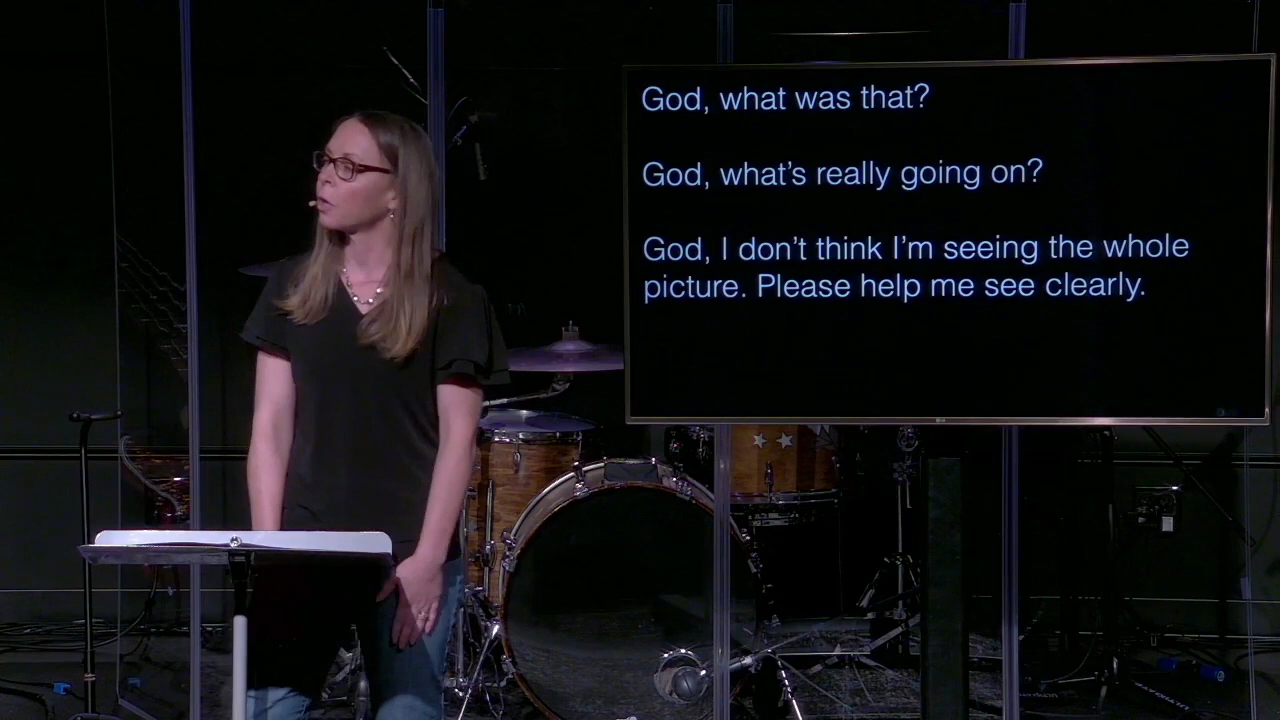 God, what was that?
God, what's really going on?
God, I don't think I'm seeing the whole
picture. Please help me see clearly.